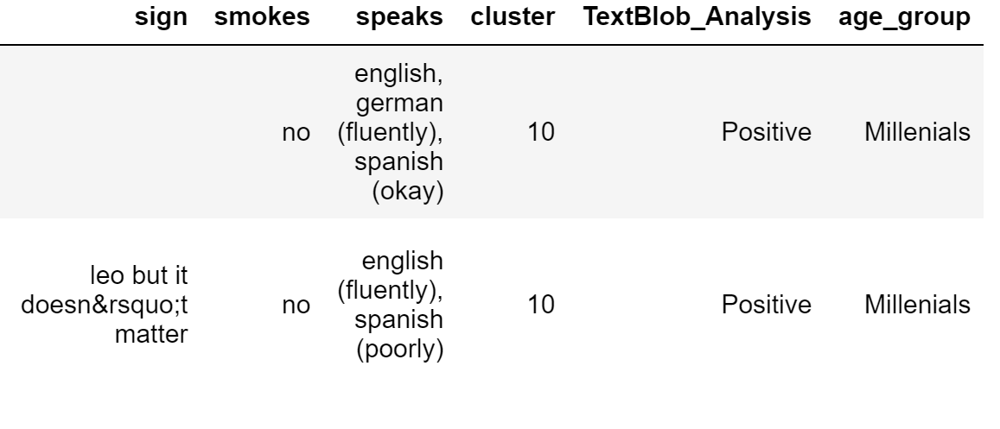 sign smokes speaks cluster TextBlob_Analysis age_group
english,
german
no (fluently), 10 Positive Millenials
spanish
(okay)
english
leo but it
(fluently),
doesn&rsquo;t no 10 Positive Millenials
spanish
matter
(poorly)